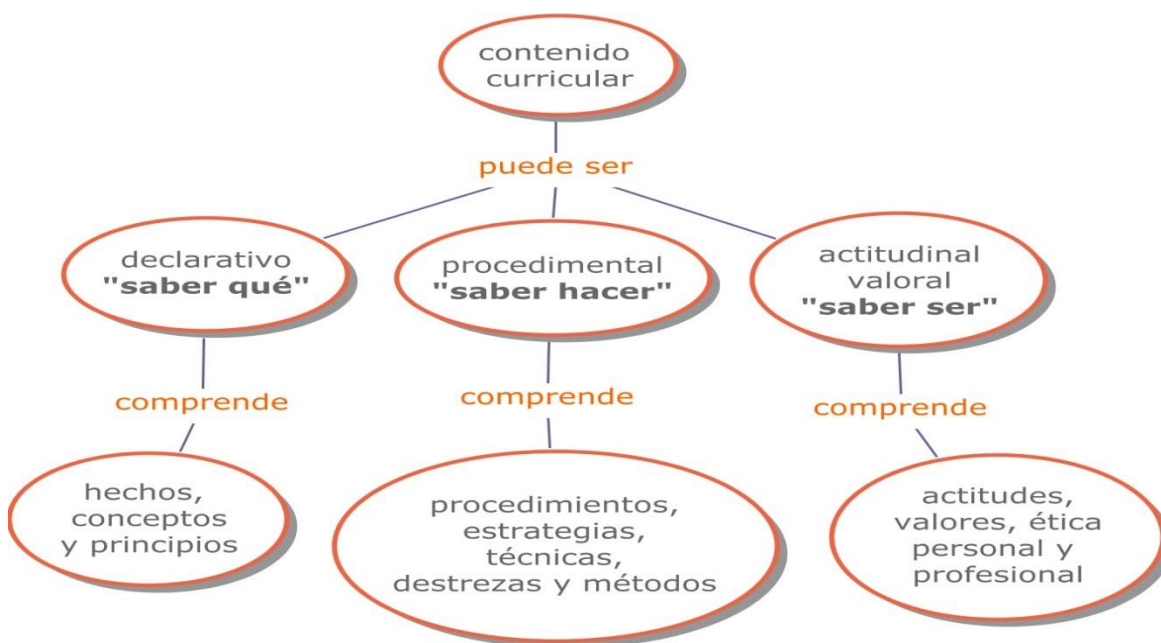 contenido
curricular
puede ser
declarativo
"saber qué"
procedimental
"saber hacer"
actitudinal
valoral
"saber ser"
comprende
comprende
comprende
hechos,
conceptos
y principios
procedimientos,
estrategias,
técnicas,
destrezas y métodos
actitudes,
valores, ética
personal y
profesional